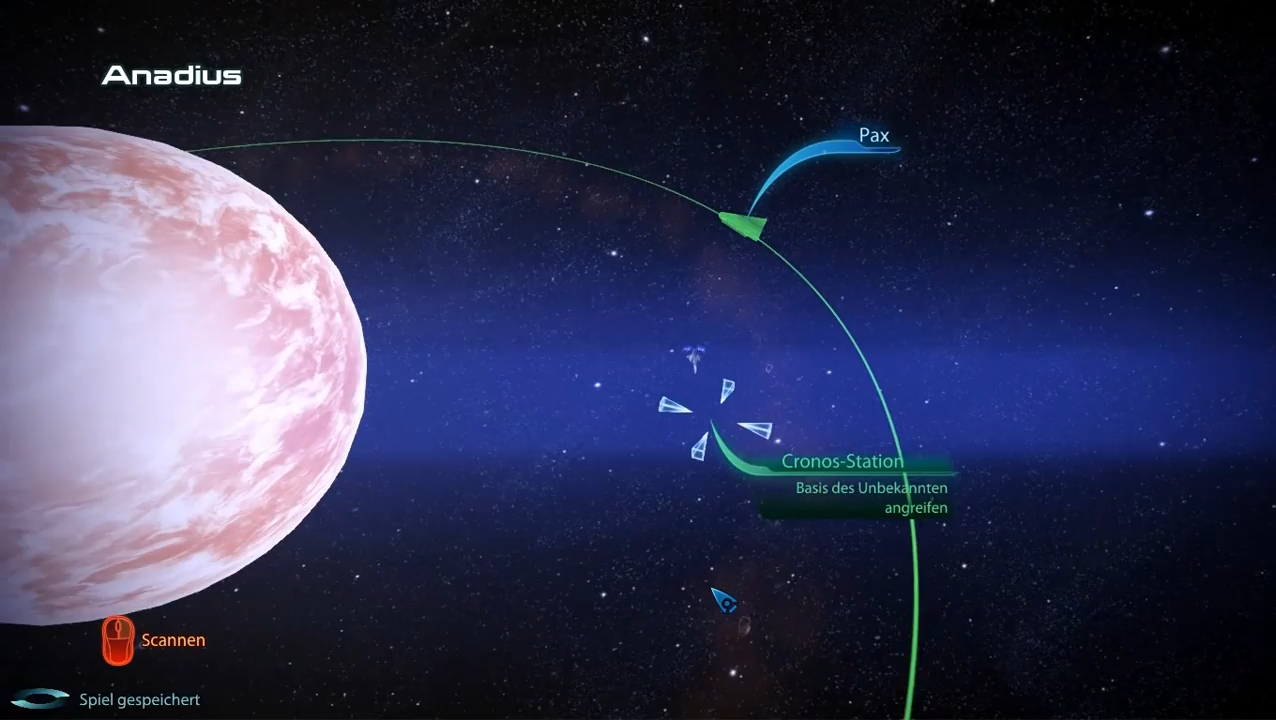 Anadius
Pax
Cronos-Station
Basis des Unbekannten
angreifen
Scannen
Spiel gespeichert